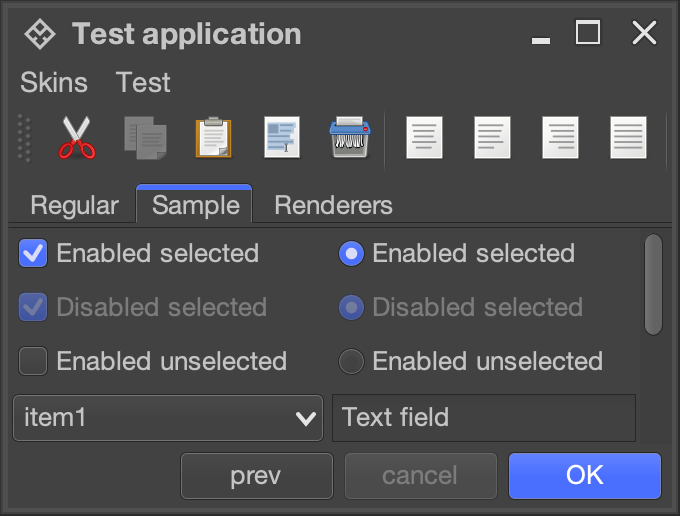 Test application
Skins Test
Regular Sample Renderers
Enabled selected Enabled selected
Disabled selected Disabled selected
Enabled unselected Enabled unselected
item1 Text field
prev cancel OK